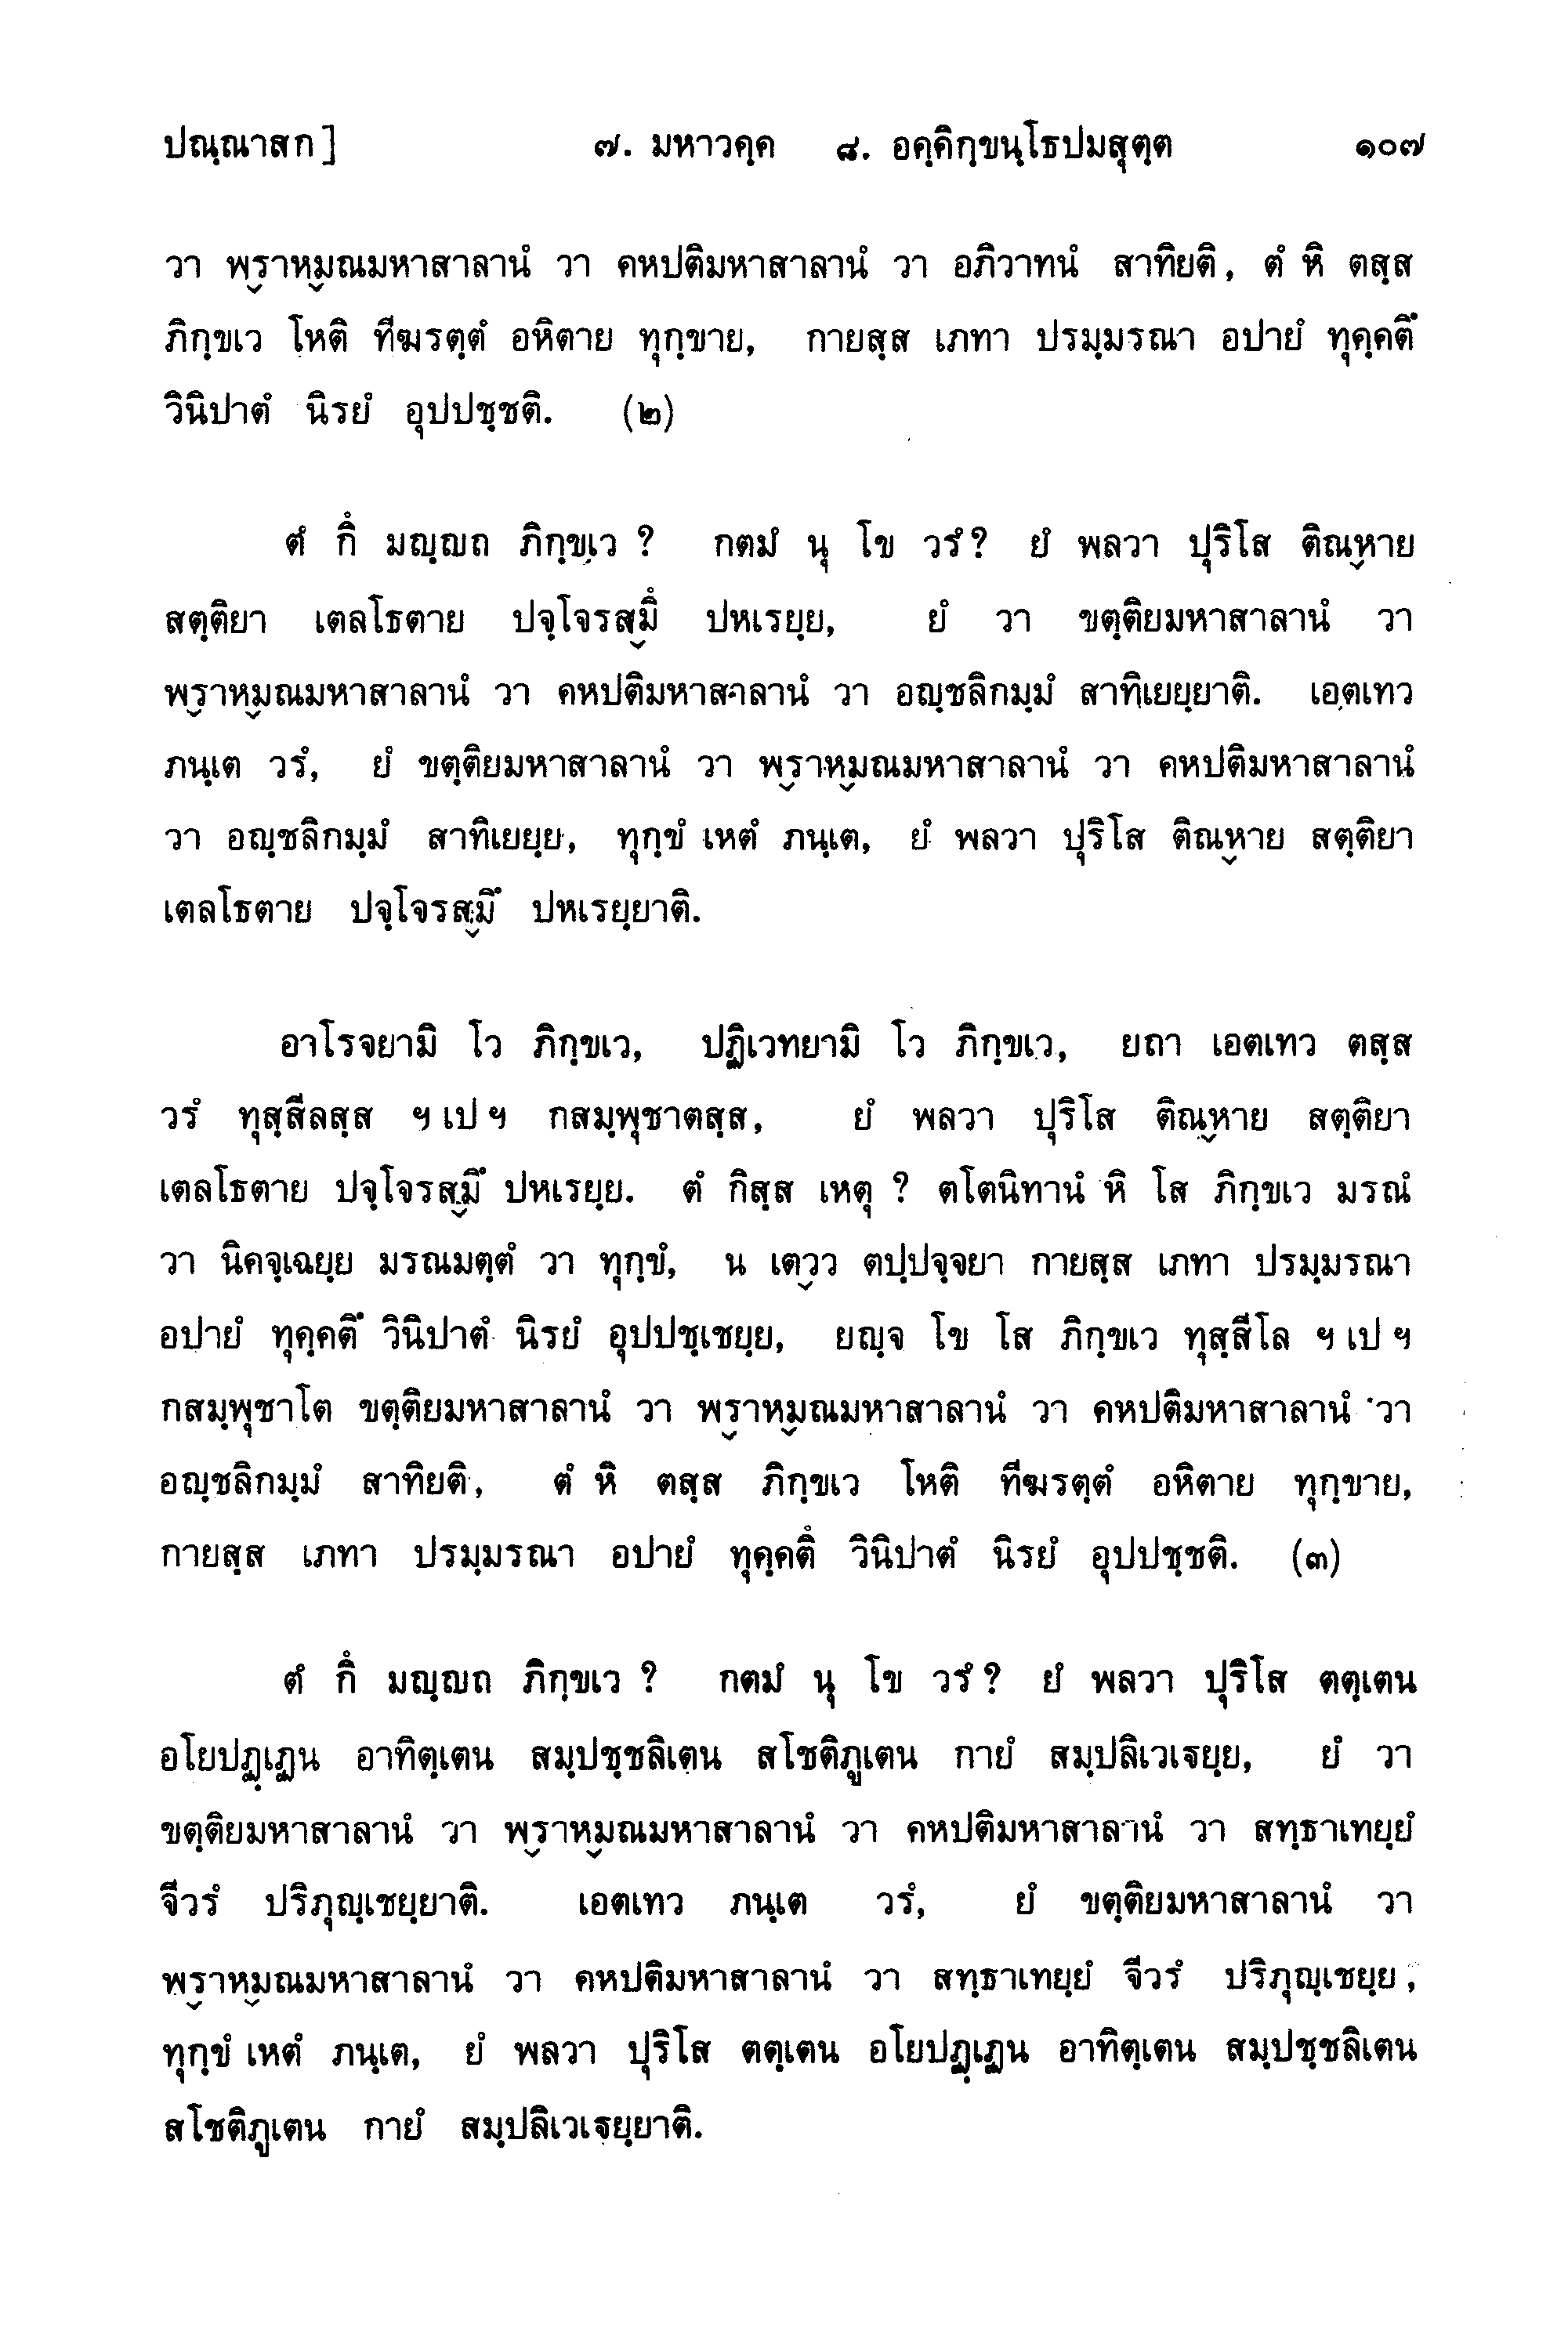 ปณฺณาสก]   ๗. มหาวคฺค   ๘. อคฺคิกฺขนฺโธปมสุตฺต   ๑๐๗
วา พฺ๎ราหฺ๎มณมหาสาลานํ วา คหปติมหาสาลานํ วา อภิวาทนํ สาทิยติ, ตํ หิ ตสฺส
ภิกฺขเว โหติ ทีฆรตฺตํ อหิตาย ทุกฺขาย, กายสฺส เภทา ปรมฺมรณา อปายํ ทุคฺคตึ
วินิปาตํ นิรยํ อุปปชฺชติ. (๒)
ตํ กึ มญฺญถ ภิกฺขเว ? กตมํ นุ โข วรํ ? ยํ พลวา ปุริโส ติณฺ๎หาย
สตฺติยา เตลโธตาย ปจฺโจรสฺ๎มึ ปหเรยฺย, ยํ วา ขตฺติยมหาสาลานํ วา
พฺ๎ราหฺ๎มณมหาสาลานํ วา คหปติมหาสาลานํ วา อญฺชลิกมฺมํ สาทิเยยฺยาติ. เอตเทว
ภนฺเต วรํ, ยํ ขตฺติยมหาสาลานํ วา พฺ๎ราหฺ๎มณมหาสาลานํ วา คหปติมหาสาลานํ
วา อญฺชลิกมฺมํ สาทิเยยฺย, ทุกฺขํ เหตํ ภนฺเต, ยํ พลวา ปุริโส ติณฺ๎หาย สตฺติยา
เตลโธตาย ปจฺโจรสฺ๎มึ ปหเรยฺยาติ.
อาโรจยามิ โว ภิกฺขเว, ปฏิเวทยามิ โว ภิกฺขเว, ยถา เอตเทว ตสฺส
วรํ ทุสฺสีลสฺส ฯ เป ฯ กสมฺพุชาตสฺส, ยํ พลวา ปุริโส ติณฺ๎หาย สตฺติยา
เตลโธตาย ปจฺโจรสฺ๎มึ ปหเรยฺย. ตํ กิสฺส เหตุ ? ตโตนิทานํ หิ โส ภิกฺขเว มรณํ
วา นิคจฺเฉยฺย มรณมตฺตํ วา ทุกฺขํ, น เตฺ๎วว ตปฺปจฺจยา กายสฺส เภทา ปรมฺมรณา
อปายํ ทุคฺคตึ วินิปาตํ นิรยํ อุปปชฺเชยฺย, ยญฺจ โข โส ภิกฺขเว ทุสฺสีโล ฯ เป ฯ
กสมฺพุชาโต ขตฺติยมหาสาลานํ วา พฺ๎ราหฺ๎มณมหาสาลานํ วา คหปติมหาสาลานํ วา
อญฺชลิกมฺมํ สาทิยติ, ตํ หิ ตสฺส ภิกฺขเว โหติ ทีฆรตฺตํ อหิตาย ทุกฺขาย,
กายสฺส เภทา ปรมฺมรณา อปายํ ทุคฺคตึ วินิปาตํ นิรยํ อุปปชฺชติ. (๓)
ตํ กึ มญฺญถ ภิกฺขเว ? กตมํ นุ โข วรํ ? ยํ พลวา ปุริโส ตตฺเตน
อโยปฏฺเฏน อาทิตฺเตน สมฺปชฺชลิเตน สโชติภูเตน กายํ สมฺปลิเวเฐยฺย, ยํ วา
ขตฺติยมหาสาลานํ วา พฺ๎ราหฺ๎มณมหาสาลานํ วา คหปติมหาสาลานํ วา สทฺธาเทยฺยํ
จีวรํ ปริภุญฺเชยฺยาติ. เอตเทว ภนฺเต วรํ, ยํ ขตฺติยมหาสาลานํ วา
พฺ๎ราหฺ๎มณมหาสาลานํ วา คหปติมหาสาลานํ วา สทฺธาเทยฺยํ จีวรํ ปริภุญฺเชยฺย,
ทุกฺขํ เหตํ ภนฺเต, ยํ พลวา ปุริโส ตตฺเตน อโยปฏฺเฏน อาทิตฺเตน สมฺปชฺชลิเตน
สโชติภูเตน กายํ สมฺปลิเวเฐยฺยาติ.